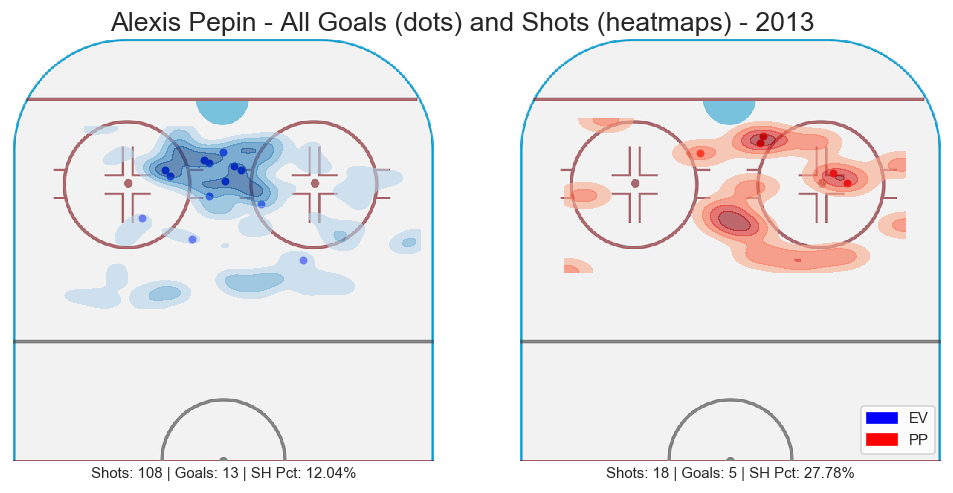 Alexis Pepin - All Goals (dots) and Shots (heatmaps) - 2013
EV
PP
Shots: 108 | Goals: 13 | SH Pct: 12.04%
Shots: 18 | Goals: 5 | SH Pct: 27.78%